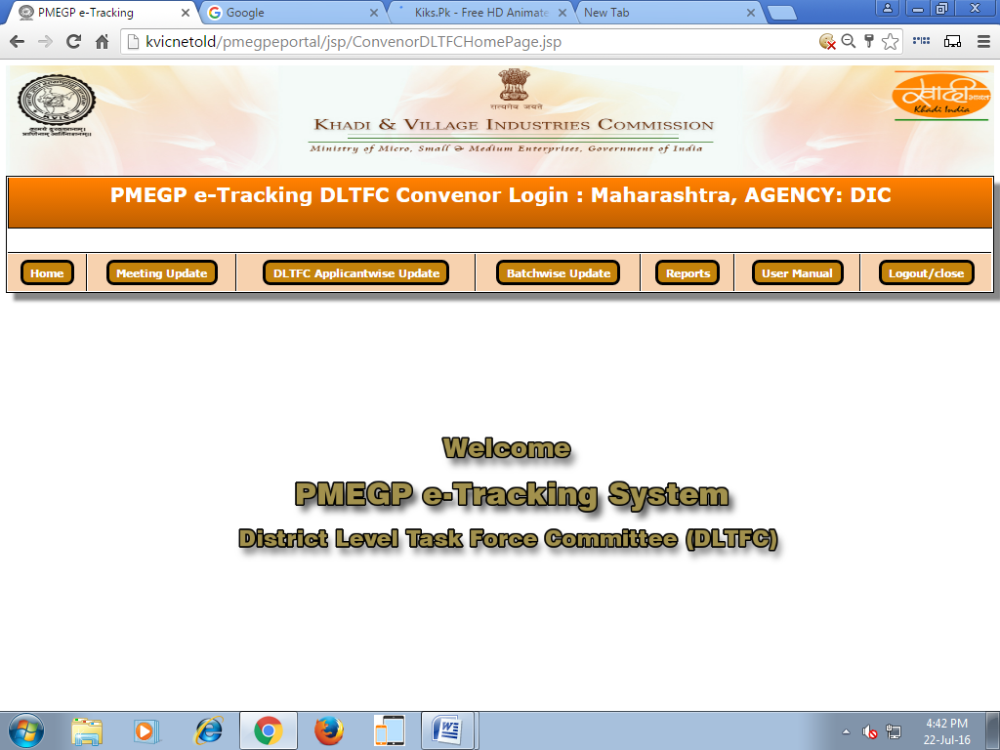 PMEGP e-Tracking
Google
Kiks.Pk - Free HD Animate
New Tab
kvicnetold/pmegpeportal/jsp/ConvenorDLTFCHomePage.jsp
सत्यमेव जयते
KHADI & VILLAGE INDUSTRIES COMMISSION
Ministry of Micro, Small & Medium Enterprises, Government of India
Khadi India
PMEGP e-Tracking DLTFC Convenor Login : Maharashtra, AGENCY: DIC
Home Meeting Update DLTFC Applicantwise Update Batchwise Update Reports User Manual Logout/close
Welcome
PMEGP e-Tracking System
District Level Task Force Committee (DLTFC)
4:42 PM
22-Jul-16